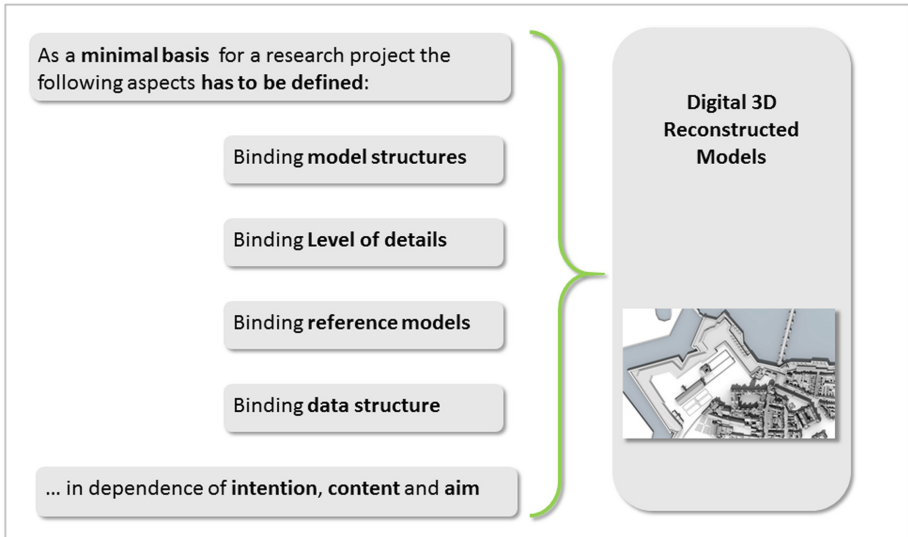 As a minimal basis for a research project the
following aspects has to be defined:
Binding model structures
Binding Level of details
Binding reference models
Binding data structure
... in dependence of intention, content and aim
Digital 3D
Reconstructed
Models